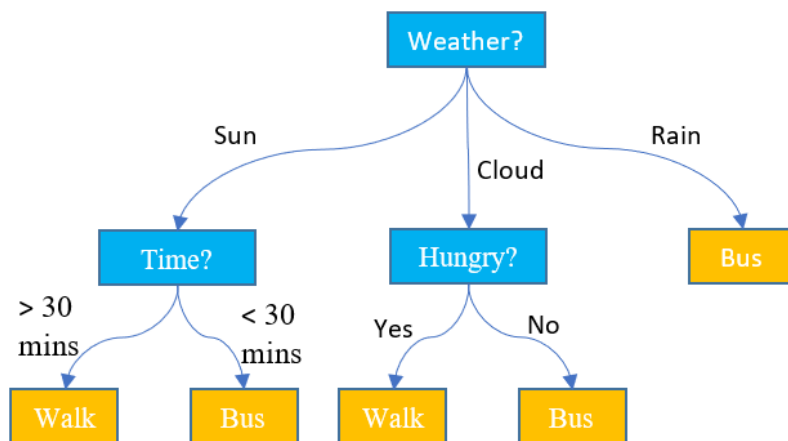 Weather?
Sun
Cloud
Rain
Time?
Hungry?
Bus
> 30
mins
< 30
mins
Yes
No
Walk
Bus
Walk
Bus